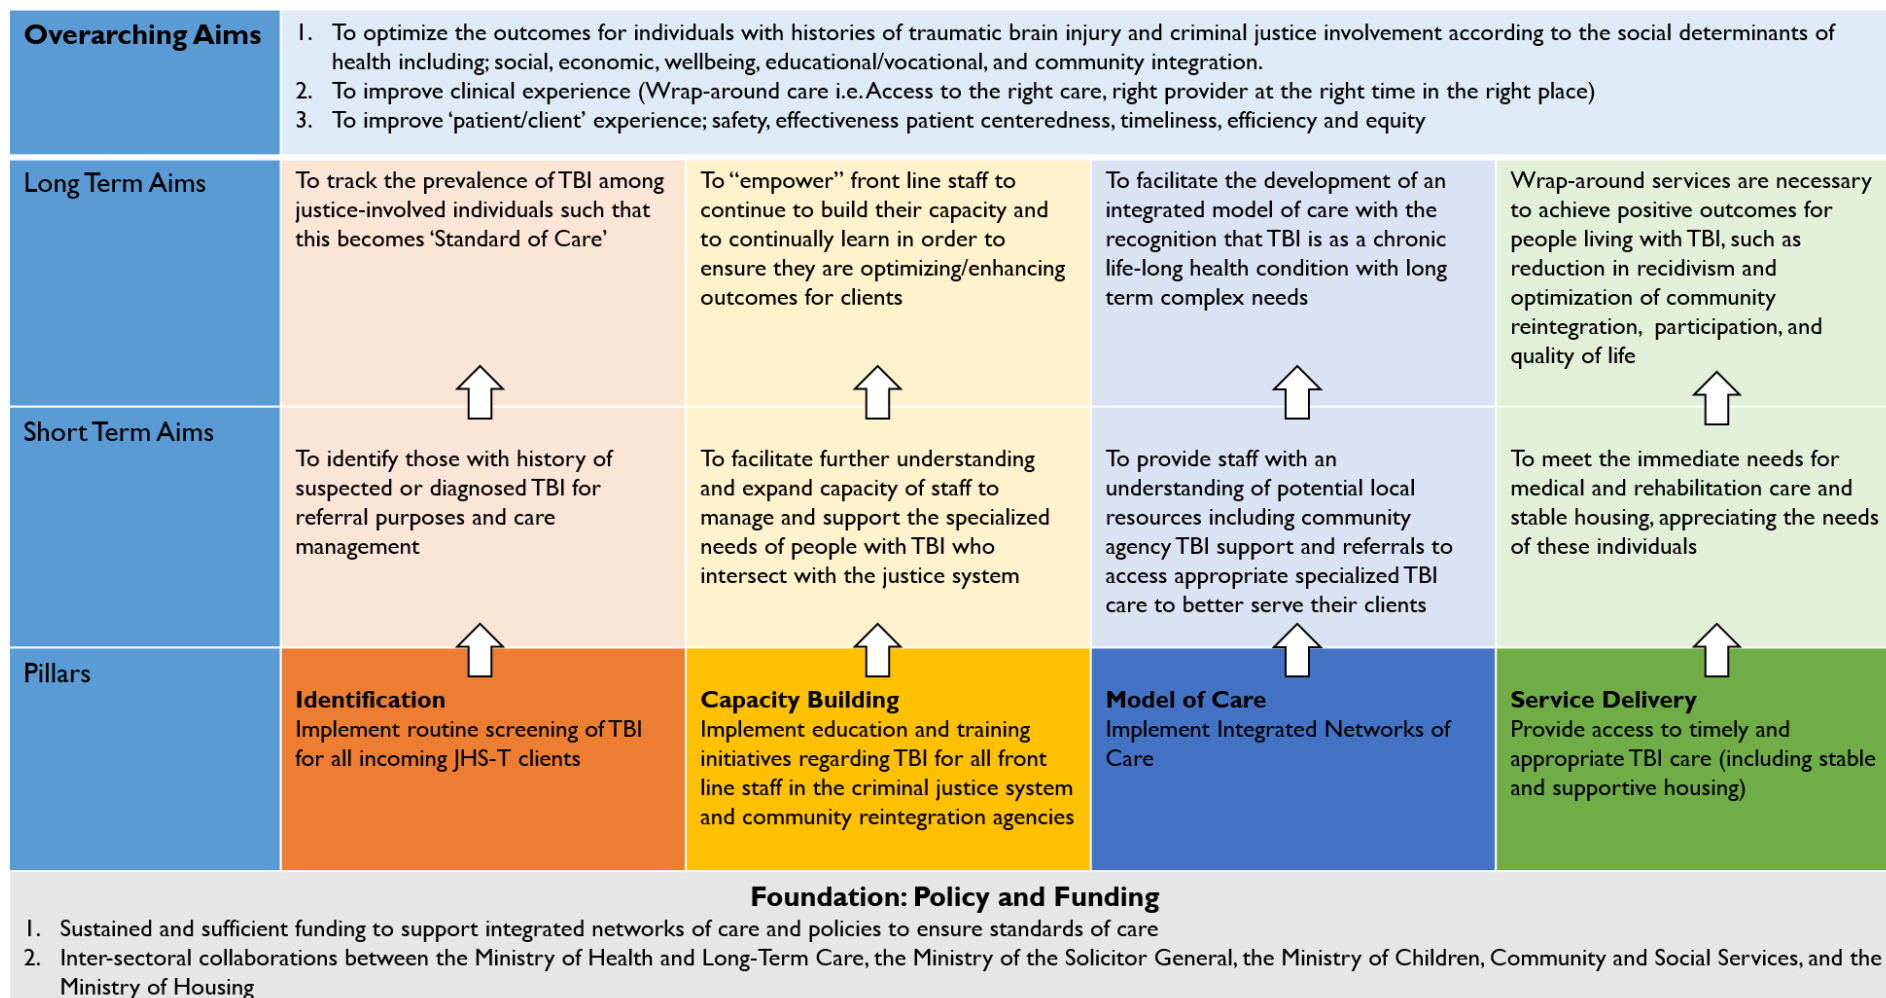 Overarching Aims
1. To optimize the outcomes for individuals with histories of traumatic brain injury and criminal justice involvement according to the social determinants of
health including; social, economic, wellbeing, educational/vocational, and community integration.
2. To improve clinical experience (Wrap-around care i.e. Access to the right care, right provider at the right time in the right place)
3. To improve ‘patient/client’ experience; safety, effectiveness patient centeredness, timeliness, efficiency and equity
Long Term Aims
To track the prevalence of TBI among
justice-involved individuals such that
this becomes ‘Standard of Care’
To “empower” front line staff to
continue to build their capacity and
to continually learn in order to
ensure they are optimizing/enhancing
outcomes for clients
To facilitate the development of an
integrated model of care with the
recognition that TBI is as a chronic
life-long health condition with long
term complex needs
Wrap-around services are necessary
to achieve positive outcomes for
people living with TBI, such as
reduction in recidivism and
optimization of community
reintegration, participation, and
quality of life
Short Term Aims
To identify those with history of
suspected or diagnosed TBI for
referral purposes and care
management
To facilitate further understanding
and expand capacity of staff to
manage and support the specialized
needs of people with TBI who
intersect with the justice system
To provide staff with an
understanding of potential local
resources including community
agency TBI support and referrals to
access appropriate specialized TBI
care to better serve their clients
To meet the immediate needs for
medical and rehabilitation care and
stable housing, appreciating the needs
of these individuals
Pillars
Identification
Implement routine screening of TBI
for all incoming JHS-T clients
Capacity Building
Implement education and training
initiatives regarding TBI for all front
line staff in the criminal justice system
and community reintegration agencies
Model of Care
Implement Integrated Networks of
Care
Service Delivery
Provide access to timely and
appropriate TBI care (including stable
and supportive housing)
Foundation: Policy and Funding
1. Sustained and sufficient funding to support integrated networks of care and policies to ensure standards of care
2. Inter-sectoral collaborations between the Ministry of Health and Long-Term Care, the Ministry of the Solicitor General, the Ministry of Children, Community and Social Services, and the
Ministry of Housing